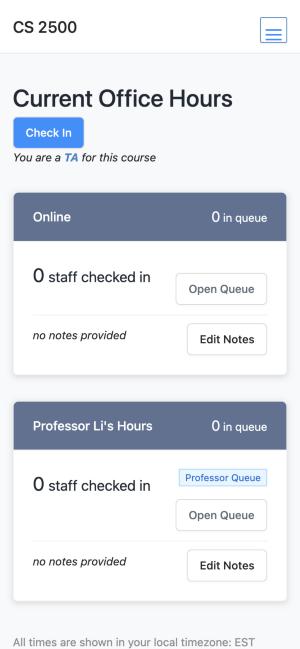 CS 2500
Current Office Hours
Check In
You are a TA for this course
Online
0 in queue
0 staff checked in
Open Queue
no notes provided
Edit Notes
Professor Li's Hours
0 in queue
Professor Queue
0 staff checked in
Open Queue
no notes provided
Edit Notes
All times are shown in your local timezone: EST